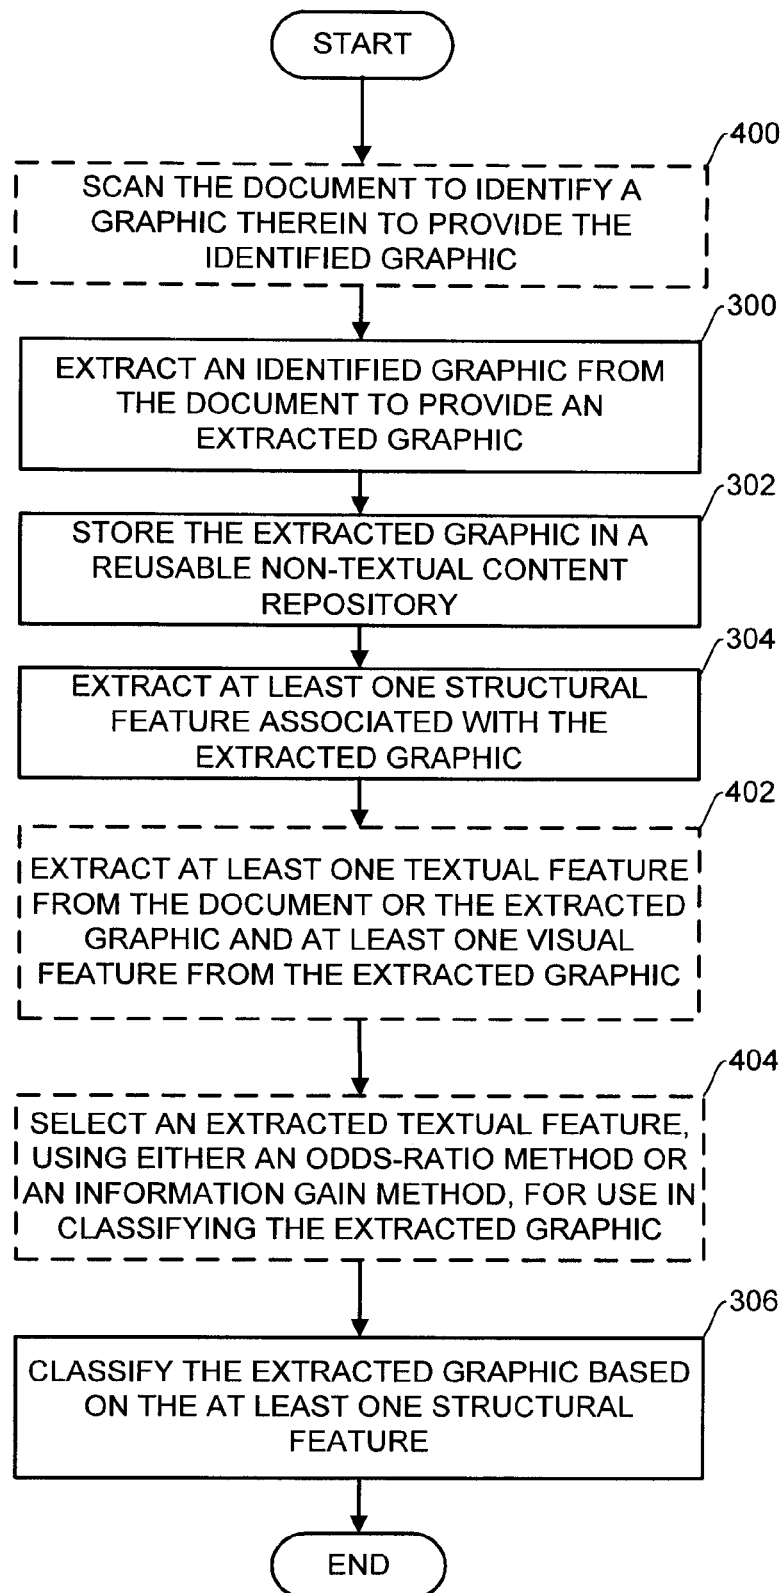 START
400
SCAN THE DOCUMENT TO IDENTIFY A
GRAPHIC THEREIN TO PROVIDE THE
IDENTIFIED GRAPHIC
300
EXTRACT AN IDENTIFIED GRAPHIC FROM
THE DOCUMENT TO PROVIDE AN
EXTRACTED GRAPHIC
302
STORE THE EXTRACTED GRAPHIC IN A
REUSABLE NON-TEXTUAL CONTENT
REPOSITORY
304
EXTRACT AT LEAST ONE STRUCTURAL
FEATURE ASSOCIATED WITH THE
EXTRACTED GRAPHIC
402
EXTRACT AT LEAST ONE TEXTUAL FEATURE
FROM THE DOCUMENT OR THE EXTRACTED
GRAPHIC AND AT LEAST ONE VISUAL
FEATURE FROM THE EXTRACTED GRAPHIC
404
SELECT AN EXTRACTED TEXTUAL FEATURE,
USING EITHER AN ODDS-RATIO METHOD OR
AN INFORMATION GAIN METHOD, FOR USE IN
CLASSIFYING THE EXTRACTED GRAPHIC
306
CLASSIFY THE EXTRACTED GRAPHIC BASED
ON THE AT LEAST ONE STRUCTURAL
FEATURE
END